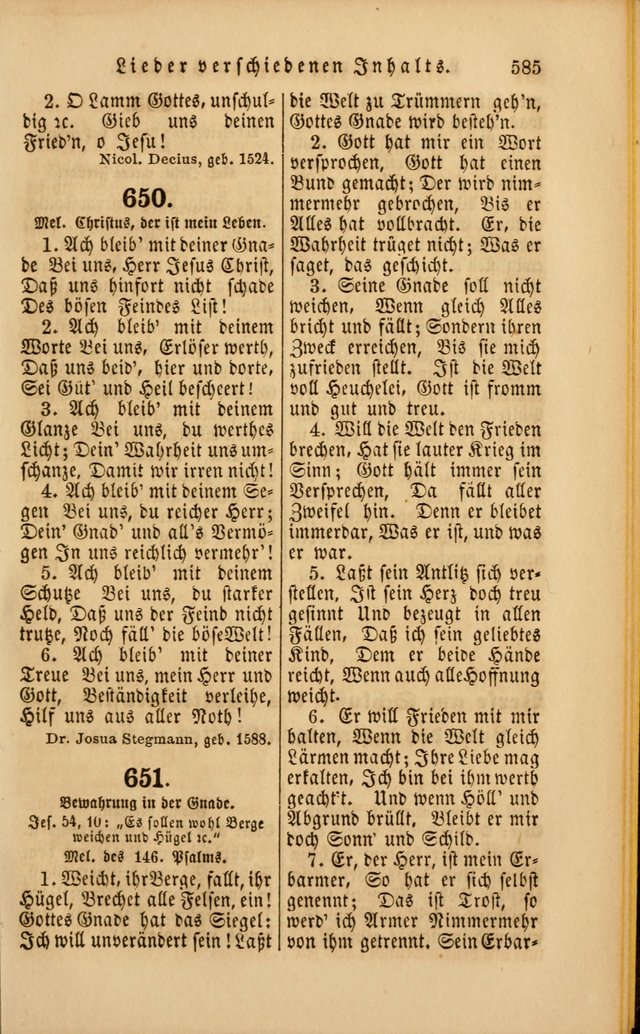 Lieder verschiedenen Inhalts. 585
2. O Lamm Gottes, unschul-
dig ꝛc. Gieb uns deinen
Fried'n, o Jesu!
Nicol. Decius, geb. 1524.
650.
Mel. Christus, der ist mein Leben.
1. Ach bleib' mit deiner Gna-
de Bei uns, Herr Jesus Christ,
Daß uns hinfort nicht schade
Des bösen Feindes List!
2. Ach bleib' mit deinem
Worte Bei uns, Erlöser werth,
Daß uns beid', hier und dorte,
Sei Güt' und Heil bescheert!
3. Ach bleib' mit deinem
Glanze Bei uns, du werthes
Licht; Dein' Wahrheit uns um-
schanze, Damit wir irren nicht!
4. Ach bleib' mit deinem Se-
gen Bei uns, du reicher Herr;
Dein' Gnad' und all's Vermö-
gen In uns reichlich vermehr'!
5. Ach bleib' mit deinem
Schutze Bei uns, du starker
Held, Daß uns der Feind nicht
trutze, Noch fäll' die böse Welt!
6. Ach bleib' mit deiner
Treue Bei uns, mein Herr und
Gott, Beständigkeit verleihe,
Hilf uns aus aller Noth!
Dr. Josua Stegmann, geb. 1588.
651.
Bewahrung in der Gnade.
Jes. 54, 10: „Es sollen wohl Berge
weichen und Hügel ꝛc.“
Mel. des 146. Psalms.
1. Weicht, ihr Berge, fallt, ihr
Hügel, Brechet alle Felsen, ein!
Gottes Gnade hat das Siegel:
Ich will unverändert sein! Laßt
die Welt zu Trümmern geh'n,
Gottes Gnade wird besteh'n.
2. Gott hat mir ein Wort
versprochen, Gott hat einen
Bund gemacht; Der wird nim-
mermehr gebrochen, Bis er
Alles hat vollbracht. Er, die
Wahrheit trüget nicht; Was er
saget, das geschicht.
3. Seine Gnade soll nicht
weichen, Wenn gleich Alles
bricht und fällt; Sondern ihren
Zweck erreichen, Bis sie mich
zufrieden stellt. Ist die Welt
voll Heuchelei, Gott ist fromm
und gut und treu.
4. Will die Welt den Frieden
brechen, Hat sie lauter Krieg im
Sinn; Gott hält immer sein
Versprechen, Da fällt aller
Zweifel hin. Denn er bleibet
immerdar, Was er ist, und was
er war.
5. Laßt sein Antlitz sich ver-
stellen, Ist sein Herz doch treu
gesinnt Und bezeugt in allen
Fällen, Daß ich sein geliebtes
Kind, Dem er beide Hände
reicht, Wenn auch alle Hoffnung
weicht.
6. Er will Frieden mit mir
halten, Wenn die Welt gleich
Lärmen macht; Ihre Liebe mag
erkalten, Ich bin bei ihm werth
geacht't. Und wenn Höll' und
Abgrund brüllt, Bleibet er mir
doch Sonn' und Schild.
7. Er, der Herr, ist mein Er-
barmer, So hat er sich selbst
genennt; Das ist Trost, so
werd' ich Armer Nimmermehr
von ihm getrennt. Sein Erbar-